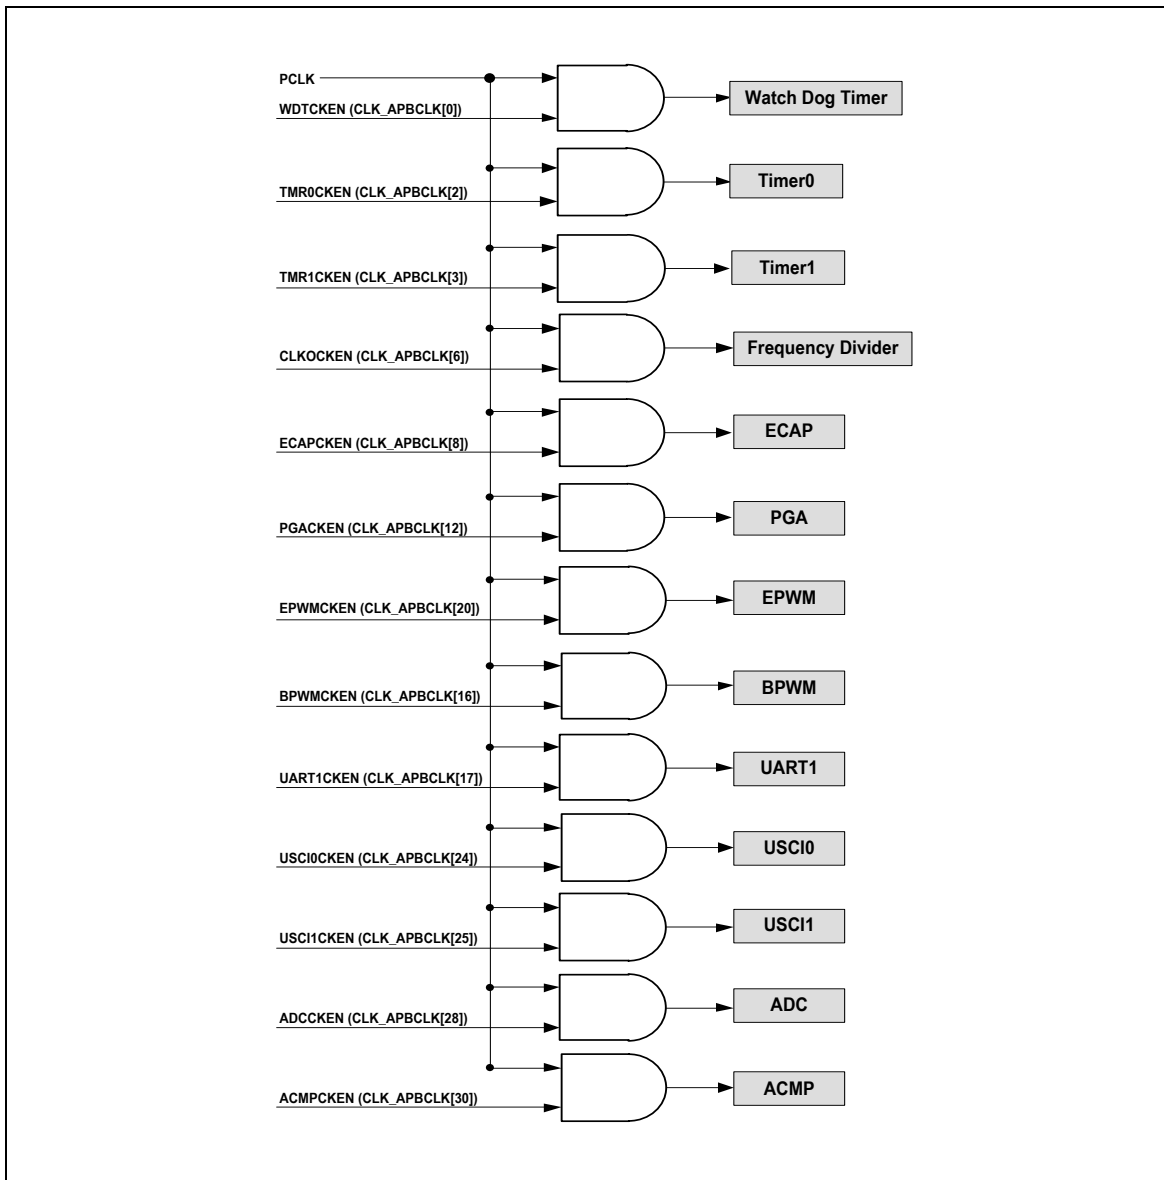 PCLK
WDTCKEN (CLK_APBCLK[0])
Watch Dog Timer
TMR0CKEN (CLK_APBCLK[2])
Timer0
TMR1CKEN (CLK_APBCLK[3])
Timer1
CLKOCKEN (CLK_APBCLK[6])
Frequency Divider
ECAPCKEN (CLK_APBCLK[8])
ECAP
PGACKEN (CLK_APBCLK[12])
PGA
EPWMCKEN (CLK_APBCLK[20])
EPWM
BPWMCKEN (CLK_APBCLK[16])
BPWM
UART1CKEN (CLK_APBCLK[17])
UART1
USCI0CKEN (CLK_APBCLK[24])
USCI0
USCI1CKEN (CLK_APBCLK[25])
USCI1
ADCCKEN (CLK_APBCLK[28])
ADC
ACMPCKEN (CLK_APBCLK[30])
ACMP